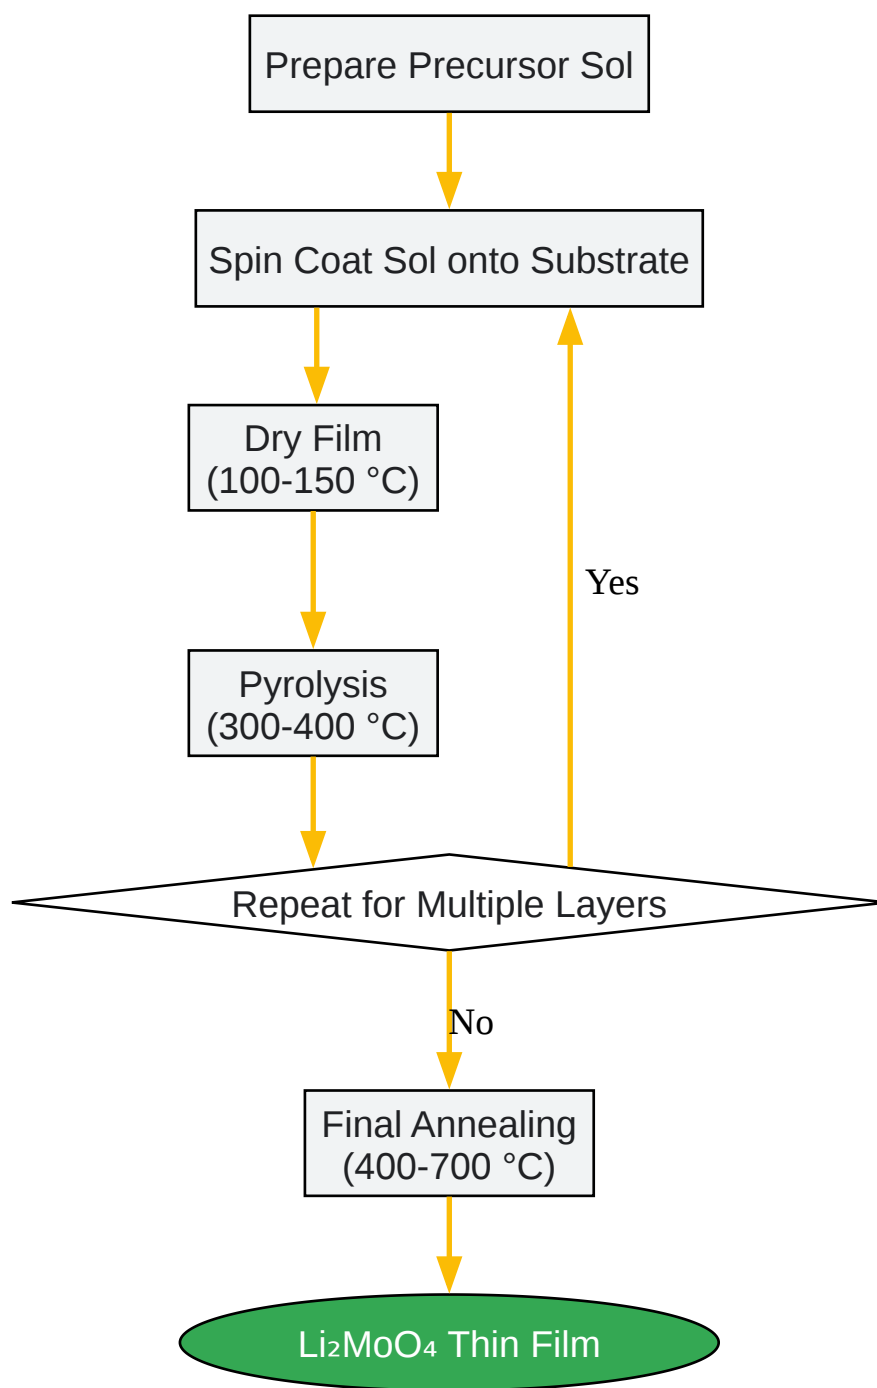 Prepare Precursor Sol
Spin Coat Sol onto Substrate
Dry Film
(100-150 °C)
Yes
Pyrolysis
(300-400 °C)
Repeat for Multiple Layers
No
Final Annealing
(400-700 °C)
Li₂MoO₄ Thin Film